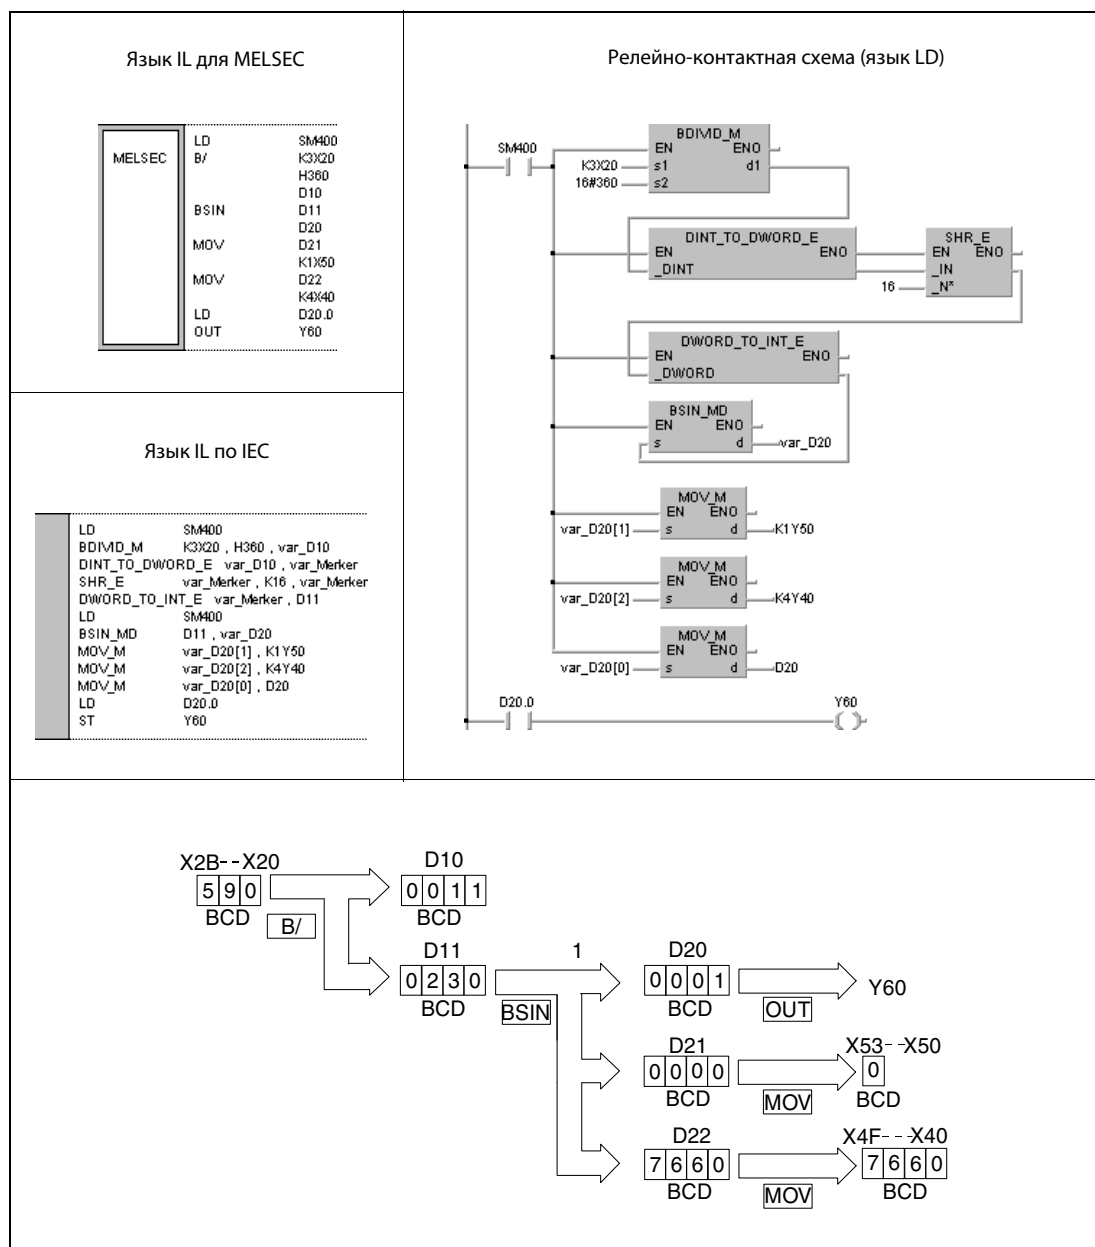 Язык IL для MELSEC
MELSEC
LD SM400
B/ K3X20
H360
D10
BSIN D11
D20
MOV D21
K1X50
MOV D22
K4X40
LD D20.0
OUT Y60
Язык IL по IEC
LD SM400
BDIVID_M K3X20 , H360 , var_D10
DINT_TO_DWORD_E var_D10 , var_Merker
SHR_E var_Merker , K16 , var_Merker
DWORD_TO_INT_E var_Merker , D11
LD SM400
BSIN_MD D11 , var_D20
MOV_M var_D20[1] , K1Y50
MOV_M var_D20[2] , K4Y40
MOV_M var_D20[0] , D20
LD D20.0
ST Y60
Релейно-контактная схема (язык LD)
SM400
BDIVID_M
EN ENO
K3X20 s1 d1
16#360 s2
DINT_TO_DWORD_E
EN ENO
_DINT
SHR_E
EN ENO
_IN
16 _N*
DWORD_TO_INT_E
EN ENO
_DWORD
BSIN_MD
EN ENO
s d var_D20
MOV_M
EN ENO
var_D20[1] s d K1Y50
MOV_M
EN ENO
var_D20[2] s d K4Y40
MOV_M
EN ENO
var_D20[0] s d D20
D20.0 Y60
X2B--X20
5 9 0
BCD
B/
D10
0 0 1 1
BCD
D11
0 2 3 0
BCD
BSIN
1
D20
0 0 0 1
BCD
OUT
Y60
D21
0 0 0 0
BCD
MOV
X53--X50
0
BCD
D22
7 6 6 0
BCD
MOV
X4F---X40
7 6 6 0
BCD